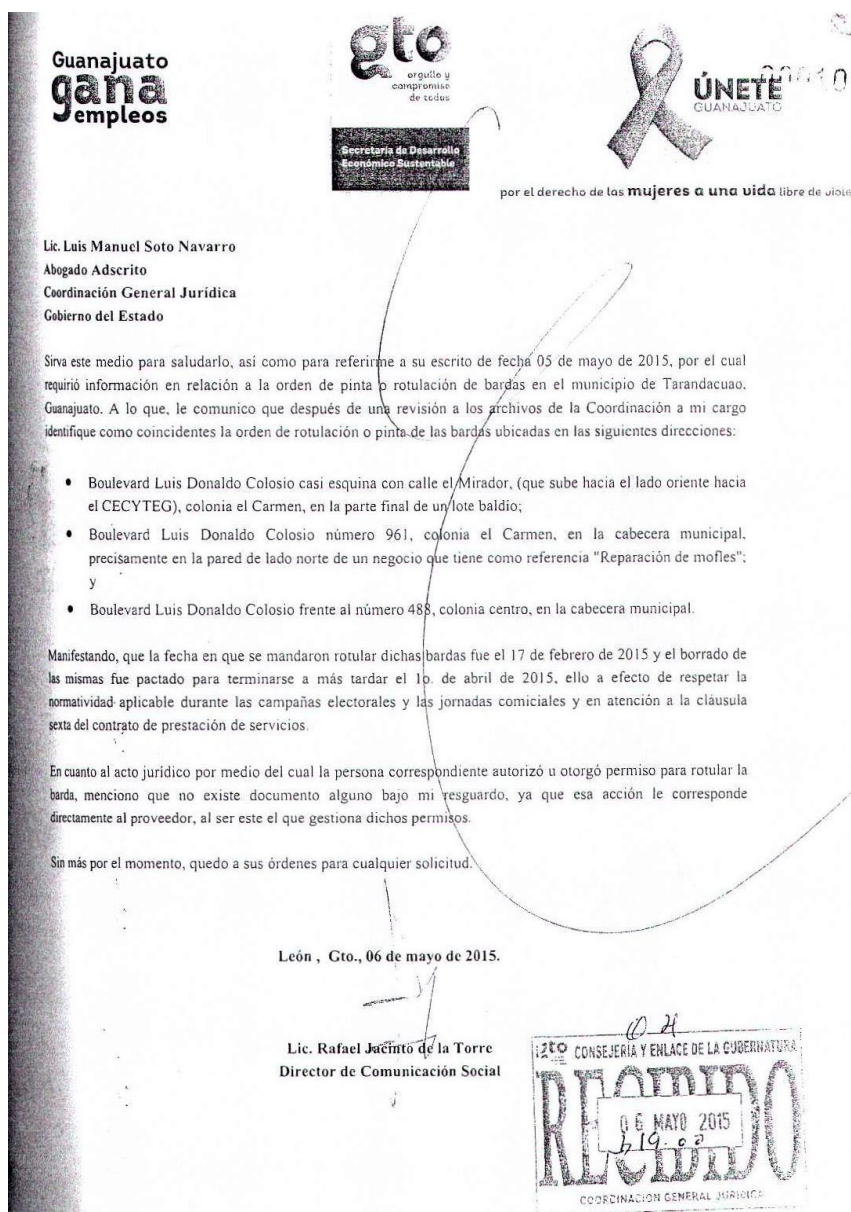 Guanajuato
gana
empleos
gto
orgullo y
compromiso
de todos
Secretaría de Desarrollo
Económico Sustentable
ÚNETE
GUANAJUATO
por el derecho de las mujeres a una vida libre de
Lic. Luis Manuel Soto Navarro
Abogado Adscrito
Coordinación General Jurídica
Gobierno del Estado
Sirva este medio para saludarlo, así como para referirme a su escrito de fecha 05 de mayo de 2015, por el cual
requirió información en relación a la orden de pinta o rotulación de bardas en el municipio de Tarandacuao,
Guanajuato. A lo que, le comunico que después de una revisión a los archivos de la Coordinación a mi cargo
identifique como coincidentes la orden de rotulación o pinta de las bardas ubicadas en las siguientes direcciones:
• Boulevard Luis Donaldo Colosio casi esquina con calle el Mirador, (que sube hacia el lado oriente hacia
el CECYTEG), colonia el Carmen, en la parte final de un lote baldío;
• Boulevard Luis Donaldo Colosio número 961, colonia el Carmen, en la cabecera municipal,
precisamente en la pared de lado norte de un negocio que tiene como referencia "Reparación de mofles";
y
• Boulevard Luis Donaldo Colosio frente al número 488, colonia centro, en la cabecera municipal.
Manifestando, que la fecha en que se mandaron rotular dichas bardas fue el 17 de febrero de 2015 y el borrado de
las mismas fue pactado para terminarse a más tardar el 1o. de abril de 2015, ello a efecto de respetar la
normatividad aplicable durante las campañas electorales y las jornadas comiciales y en atención a la cláusula
sexta del contrato de prestación de servicios.
En cuanto al acto jurídico por medio del cual la persona correspondiente autorizó u otorgó permiso para rotular la
barda, menciono que no existe documento alguno bajo mi resguardo, ya que esa acción le corresponde
directamente al proveedor, al ser este el que gestiona dichos permisos.
Sin más por el momento, quedo a sus órdenes para cualquier solicitud.
León , Gto., 06 de mayo de 2015.
Lic. Rafael Jacinto de la Torre
Director de Comunicación Social
gto CONSEJERÍA Y ENLACE DE LA GUBERNATURA
RECIBIDO
06 MAYO 2015
COORDINACIÓN GENERAL JURÍDICA